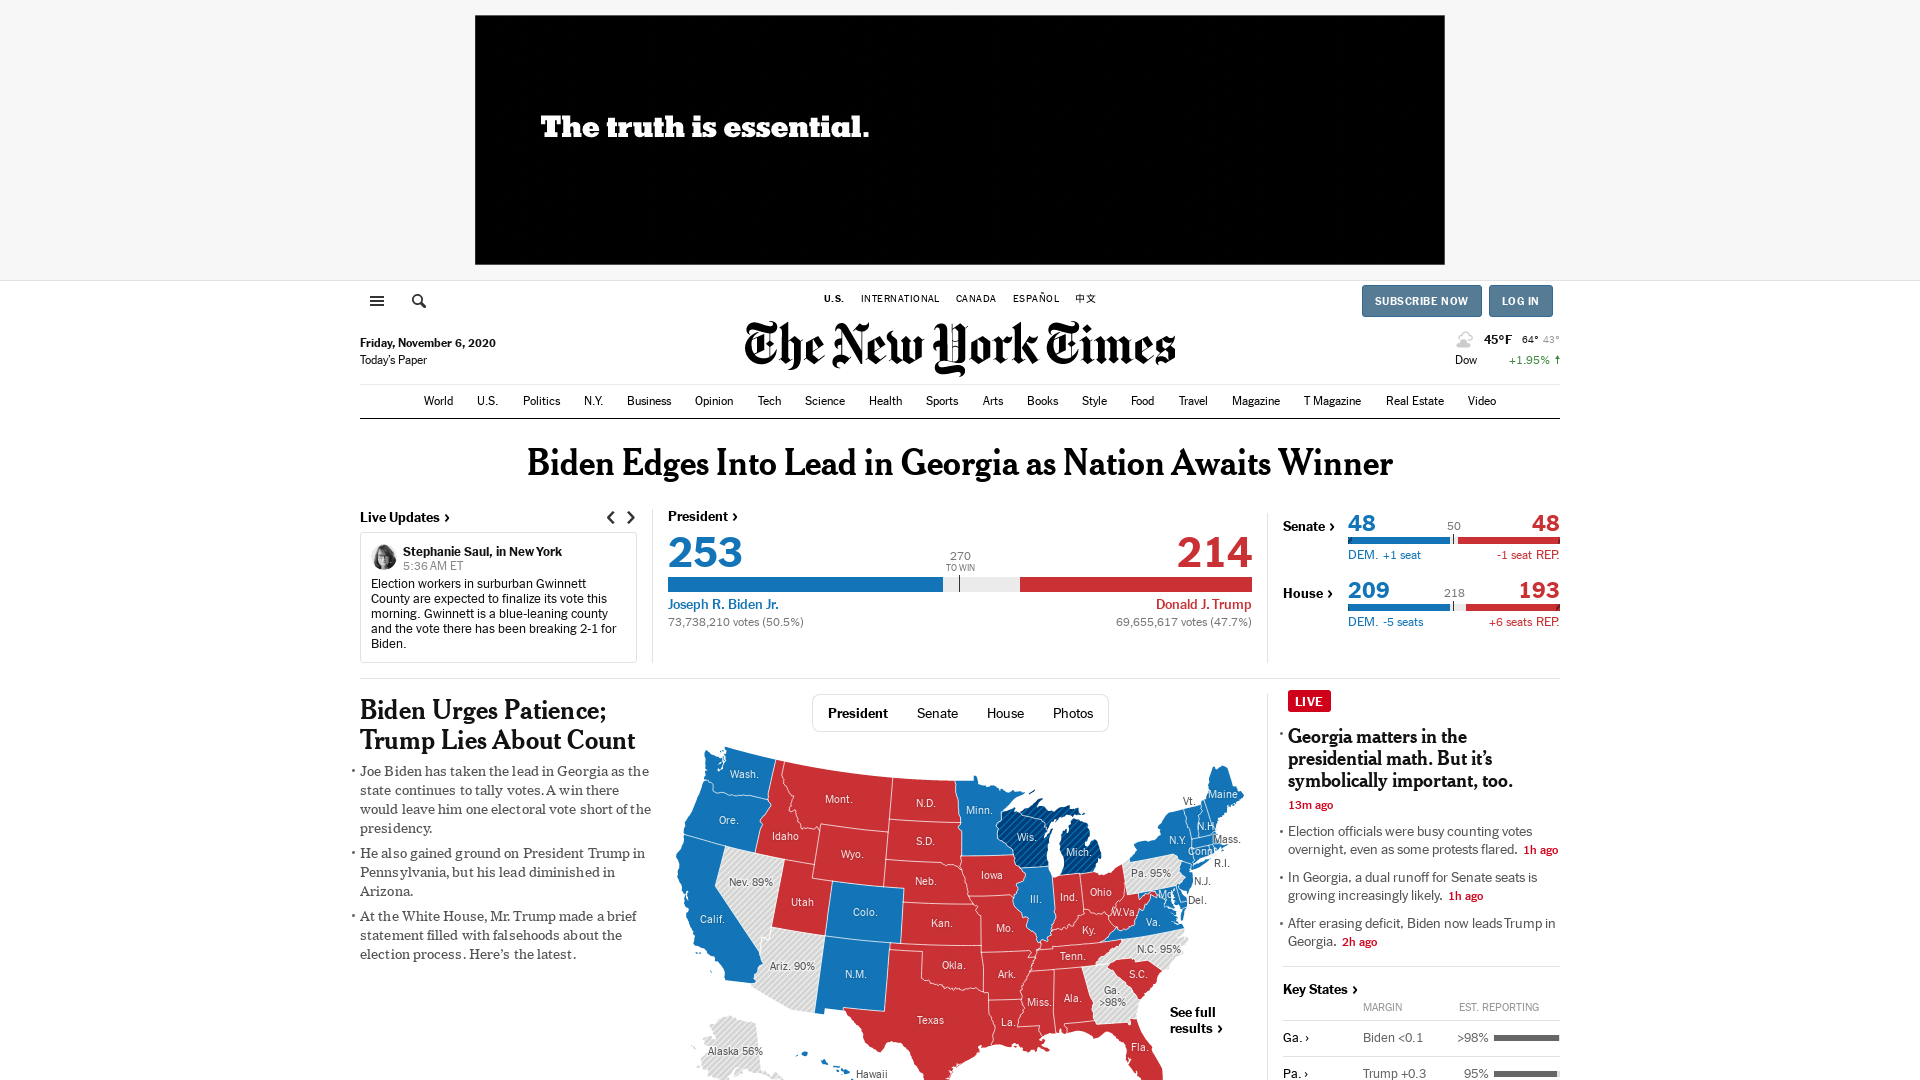 The truth is essential.
U.S. INTERNATIONAL CANADA ESPAÑOL 中文
SUBSCRIBE NOW LOG IN
Friday, November 6, 2020
Today's Paper
The New York Times
45°F 64° 43°
Dow +1.95% ↑
World U.S. Politics N.Y. Business Opinion Tech Science Health Sports Arts Books Style Food Travel Magazine T Magazine Real Estate Video
Biden Edges Into Lead in Georgia as Nation Awaits Winner
Live Updates ›
Stephanie Saul, in New York
5:36 AM ET
Election workers in surburban Gwinnett
County are expected to finalize its vote this
morning. Gwinnett is a blue-leaning county
and the vote there has been breaking 2-1 for
Biden.
President ›
253 214
270
TO WIN
Joseph R. Biden Jr. Donald J. Trump
73,738,210 votes (50.5%) 69,655,617 votes (47.7%)
Senate › 48 50 48
DEM. +1 seat -1 seat REP.
House › 209 218 193
DEM. -5 seats +6 seats REP.
Biden Urges Patience;
Trump Lies About Count
• Joe Biden has taken the lead in Georgia as the
state continues to tally votes. A win there
would leave him one electoral vote short of the
presidency.
• He also gained ground on President Trump in
Pennsylvania, but his lead diminished in
Arizona.
• At the White House, Mr. Trump made a brief
statement filled with falsehoods about the
election process. Here's the latest.
President Senate House Photos
Wash.
Mont.
N.D.
Minn.
Vt.
Maine
Ore.
Idaho
S.D.
Wis.
N.H.
N.Y.
Mass.
Wyo.
Mich.
Conn.
R.I.
Nev. 89%
Neb.
Iowa
Pa. 95%
N.J.
Utah
Colo.
Ill.
Ind.
Ohio
Md.
Del.
Calif.
Kan.
Mo.
Ky.
W.Va.
Va.
Ariz. 90%
N.M.
Okla.
Ark.
Tenn.
N.C. 95%
S.C.
Texas
La.
Miss.
Ala.
Ga.
>98%
Fla.
Alaska 56%
Hawaii
See full
results ›
LIVE
• Georgia matters in the
presidential math. But it's
symbolically important, too.
13m ago
• Election officials were busy counting votes
overnight, even as some protests flared. 1h ago
• In Georgia, a dual runoff for Senate seats is
growing increasingly likely. 1h ago
• After erasing deficit, Biden now leads Trump in
Georgia. 2h ago
Key States ›
MARGIN EST. REPORTING
Ga. › Biden <0.1 >98%
Pa. › Trump +0.3 95%